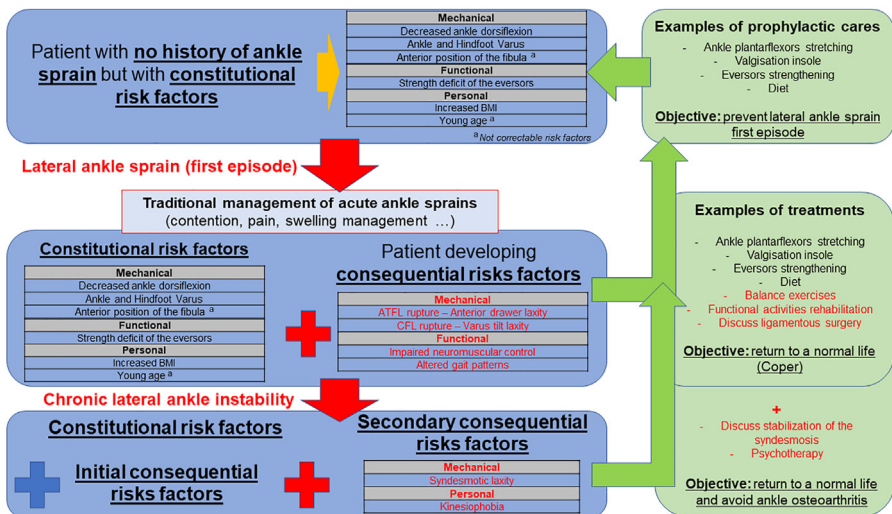 Patient with no history of ankle
sprain but with constitutional
risk factors
Mechanical
Decreased ankle dorsiflexion
Ankle and Hindfoot Varus
Anterior position of the fibula a
Functional
Strength deficit of the eversors
Personal
Increased BMI
Young age a
a Not correctable risk factors
Examples of prophylactic cares
- Ankle plantarflexors stretching
- Valgisation insole
- Eversors strengthening
- Diet
Objective: prevent lateral ankle sprain
first episode
Lateral ankle sprain (first episode)
Traditional management of acute ankle sprains
(contention, pain, swelling management ...)
Constitutional risk factors
Mechanical
Decreased ankle dorsiflexion
Ankle and Hindfoot Varus
Anterior position of the fibula a
Functional
Strength deficit of the eversors
Personal
Increased BMI
Young age a
Patient developing
consequential risks factors
Mechanical
ATFL rupture – Anterior drawer laxity
CFL rupture – Varus tilt laxity
Functional
Impaired neuromuscular control
Altered gait patterns
Examples of treatments
- Ankle plantarflexors stretching
- Valgisation insole
- Eversors strengthening
- Diet
- Balance exercises
- Functional activities rehabilitation
- Discuss ligamentous surgery
Objective: return to a normal life
(Coper)
Chronic lateral ankle instability
Constitutional risk factors
Initial consequential
risks factors
Secondary consequential
risks factors
Mechanical
Syndesmotic laxity
Personal
Kinesiophobia
+
- Discuss stabilization of the
syndesmosis
- Psychotherapy
Objective: return to a normal life
and avoid ankle osteoarthritis